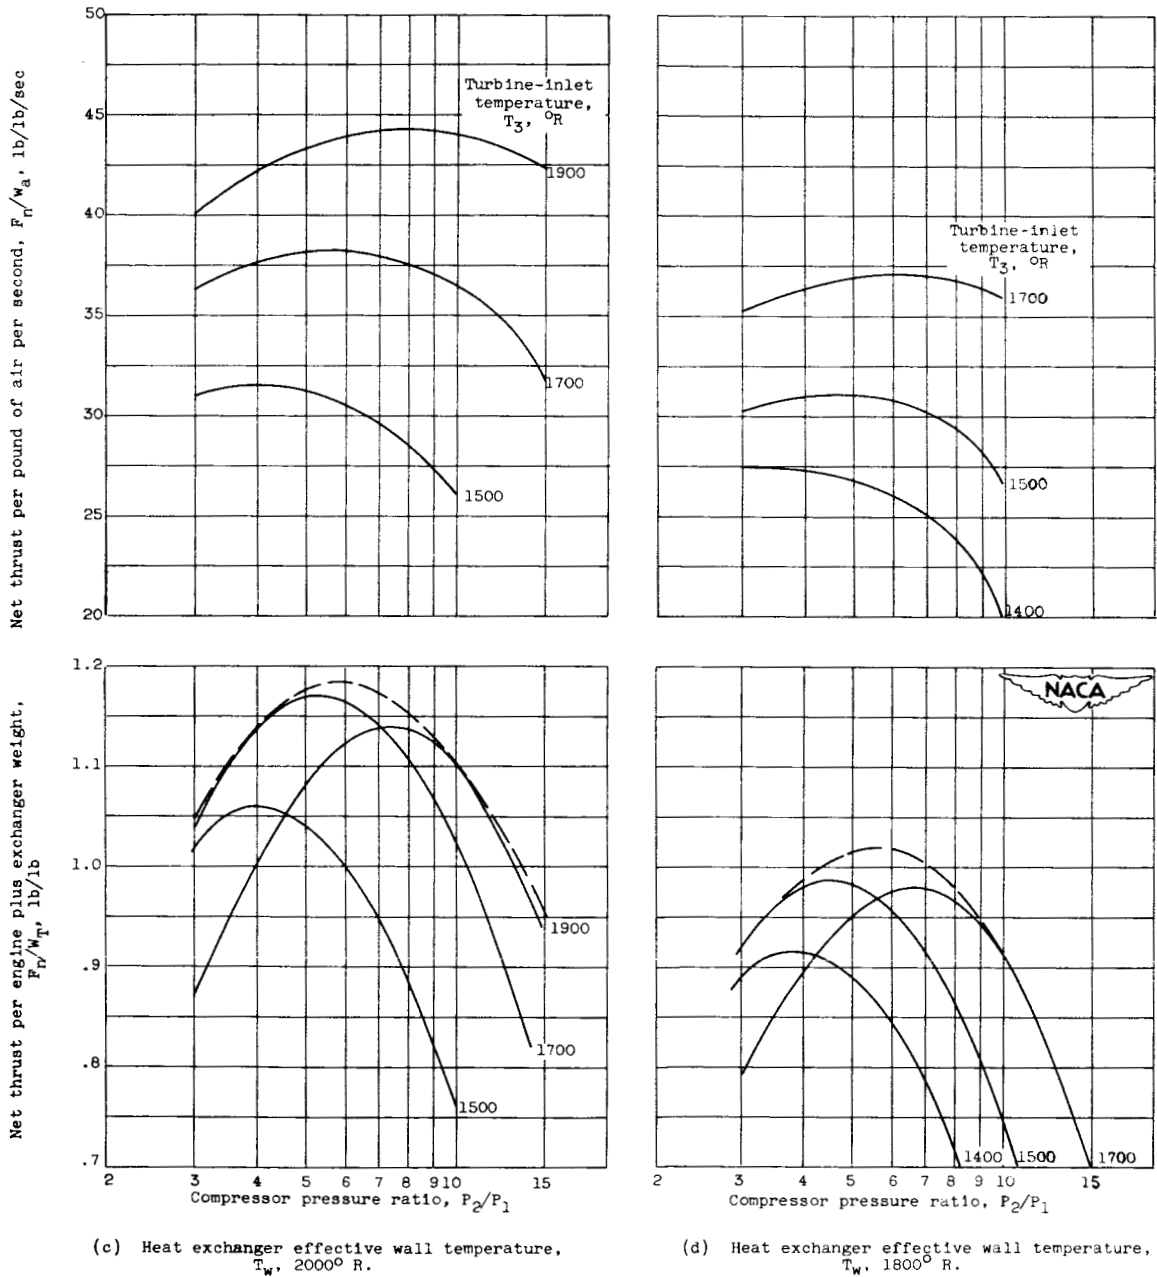 Net thrust per pound of air per second, Fn/wa, lb/lb/sec
50
45
40
35
30
25
20
Turbine-inlet
temperature,
T3, °R
1900
1700
1500
Turbine-inlet
temperature,
T3, °R
1700
1500
1400
Net thrust per engine plus exchanger weight,
Fn/WT, lb/lb
1.2
1.1
1.0
.9
.8
.7
1900
1700
1500
2 3 4 5 6 7 8 9 10 15
Compressor pressure ratio, P2/P1
NACA
1400 1500 1700
2 3 4 5 6 7 8 9 10 15
Compressor pressure ratio, P2/P1
(c) Heat exchanger effective wall temperature,
Tw, 2000° R.
(d) Heat exchanger effective wall temperature,
Tw, 1800° R.